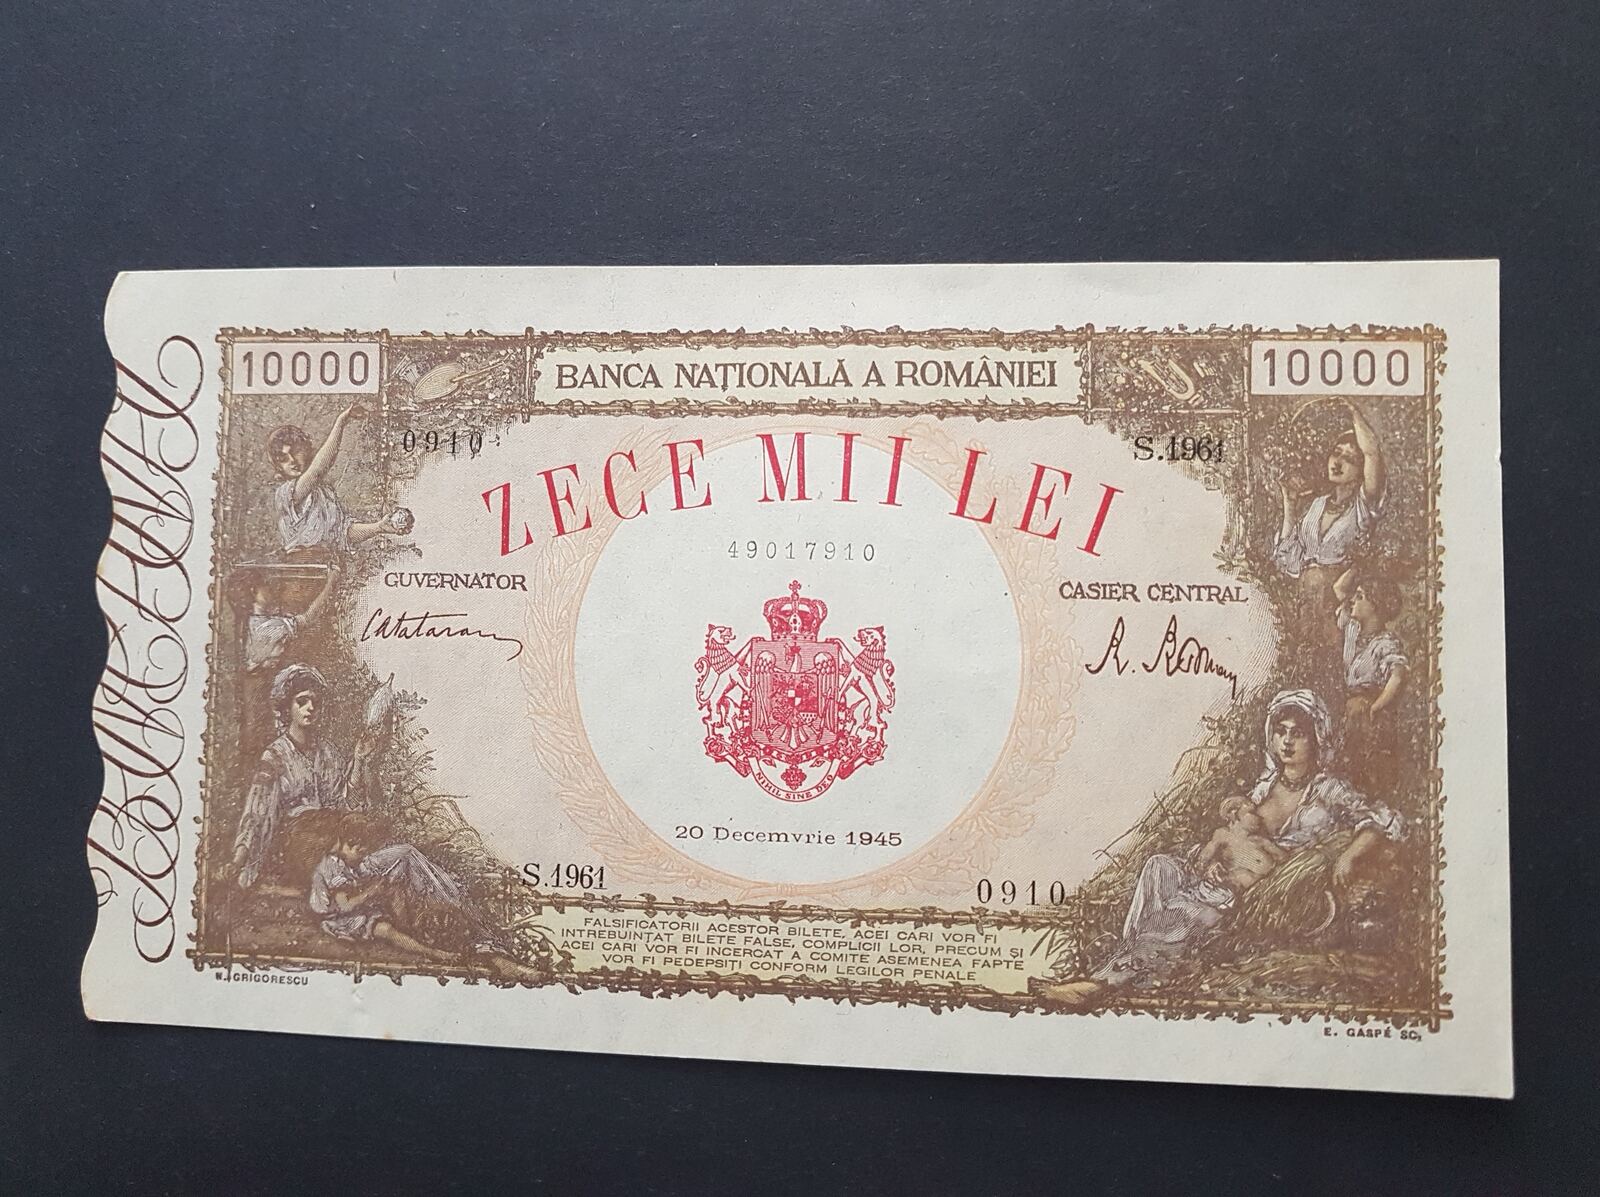 10000
BANCA NAȚIONALĂ A ROMÂNIEI
10000
0910
S.1961
ZECE MII LEI
49017910
GUVERNATOR
CASIER CENTRAL
NIHIL SINE DEO
20 Decemvrie 1945
S.1961
0910
FALSIFICATORII ACESTOR BILETE, ACEI CARI VOR FI
INTREBUINȚAT BILETE FALSE, COMPLICII LOR, PRECUM ȘI
ACEI CARI VOR FI INCERCAT A COMITE ASEMENEA FAPTE
VOR FI PEDEPSIȚI CONFORM LEGILOR PENALE
N. GRIGORESCU
E. GASPÉ SC.